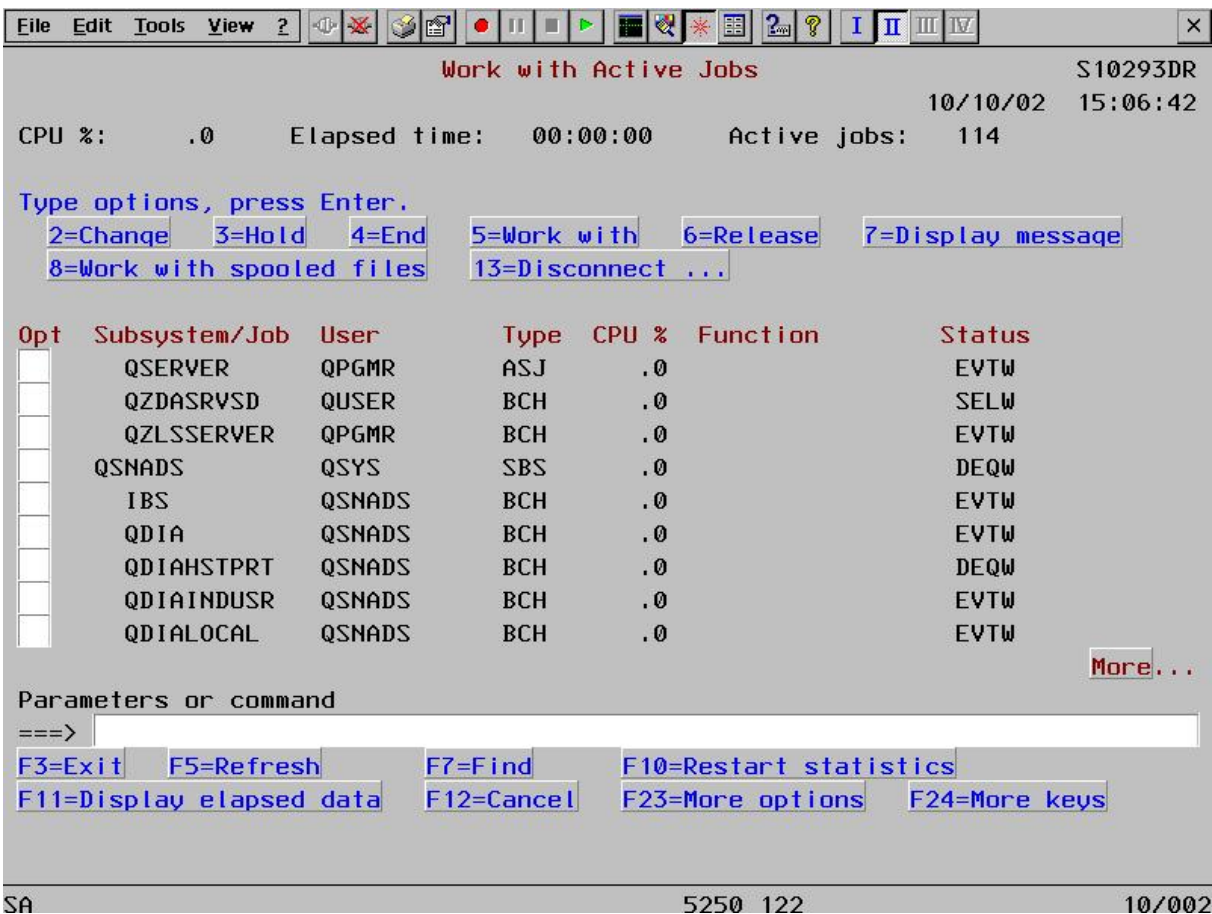 File Edit Tools View ? I II III IV
Work with Active Jobs S10293DR
10/10/02 15:06:42
CPU %: .0 Elapsed time: 00:00:00 Active jobs: 114
Type options, press Enter.
2=Change 3=Hold 4=End 5=Work with 6=Release 7=Display message
8=Work with spooled files 13=Disconnect ...
Opt Subsystem/Job User Type CPU % Function Status
QSERVER QPGMR ASJ .0 EVTW
QZDASRVSD QUSER BCH .0 SELW
QZLSSERVER QPGMR BCH .0 EVTW
QSNADS QSYS SBS .0 DEQW
IBS QSNADS BCH .0 EVTW
QDIA QSNADS BCH .0 EVTW
QDIAHSTPRT QSNADS BCH .0 DEQW
QDIAINDUSR QSNADS BCH .0 EVTW
QDIALOCAL QSNADS BCH .0 EVTW
More...
Parameters or command
===>
F3=Exit F5=Refresh F7=Find F10=Restart statistics
F11=Display elapsed data F12=Cancel F23=More options F24=More keys
SA 5250 122 10/002